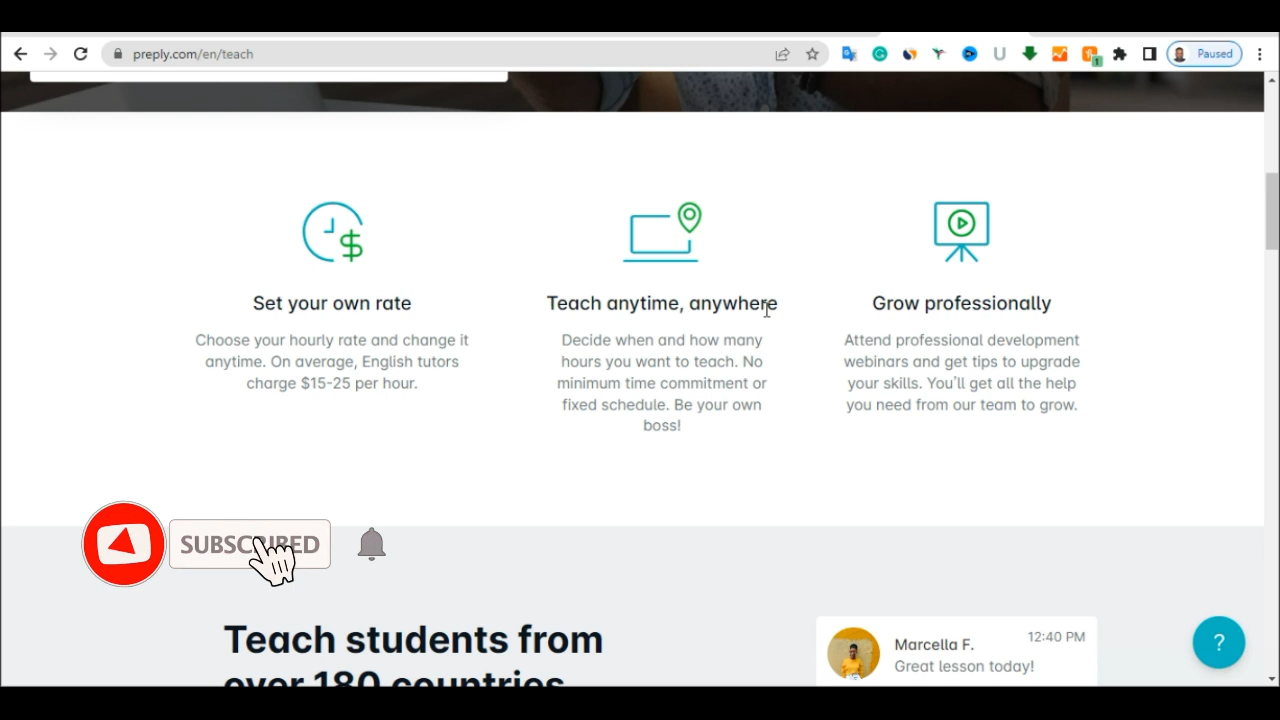 preply.com/en/teach
1
Paused
Set your own rate
Choose your hourly rate and change it
anytime. On average, English tutors
charge $15-25 per hour.
Teach anytime, anywhere
Decide when and how many
hours you want to teach. No
minimum time commitment or
fixed schedule. Be your own
boss!
Grow professionally
Attend professional development
webinars and get tips to upgrade
your skills. You'll get all the help
you need from our team to grow.
SUBSCRIBED
Teach students from
over 180 countries
Marcella F.
12:40 PM
Great lesson today!
?